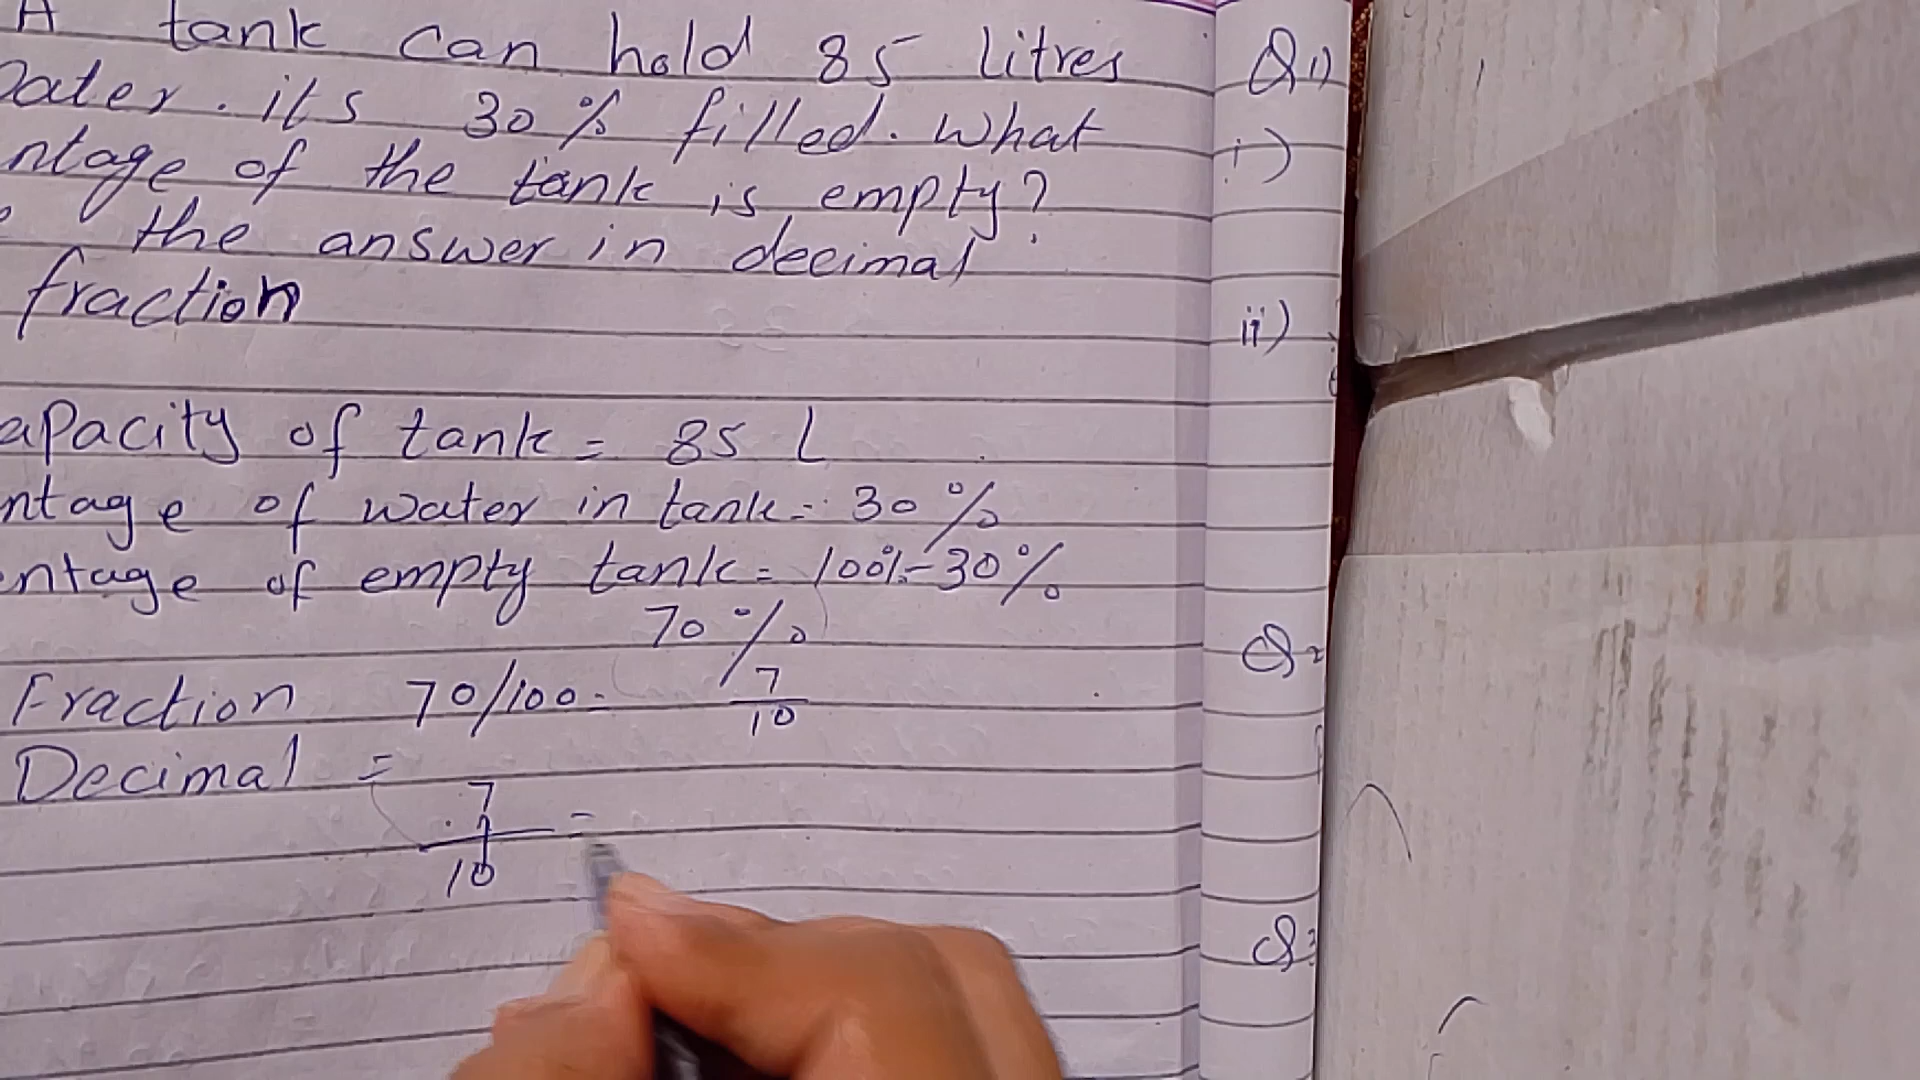 A tank can hold 85 litres
water. its 30% filled. What
ntage of the tank is empty?
the answer in decimal
fraction
apacity of tank = 85 L
ntage of water in tank = 30%
entage of empty tank = 100% - 30%
70%
Fraction 70/100 = 7/10
Decimal =
7/10 =
Q1)
i)
ii)
Q2
Q3